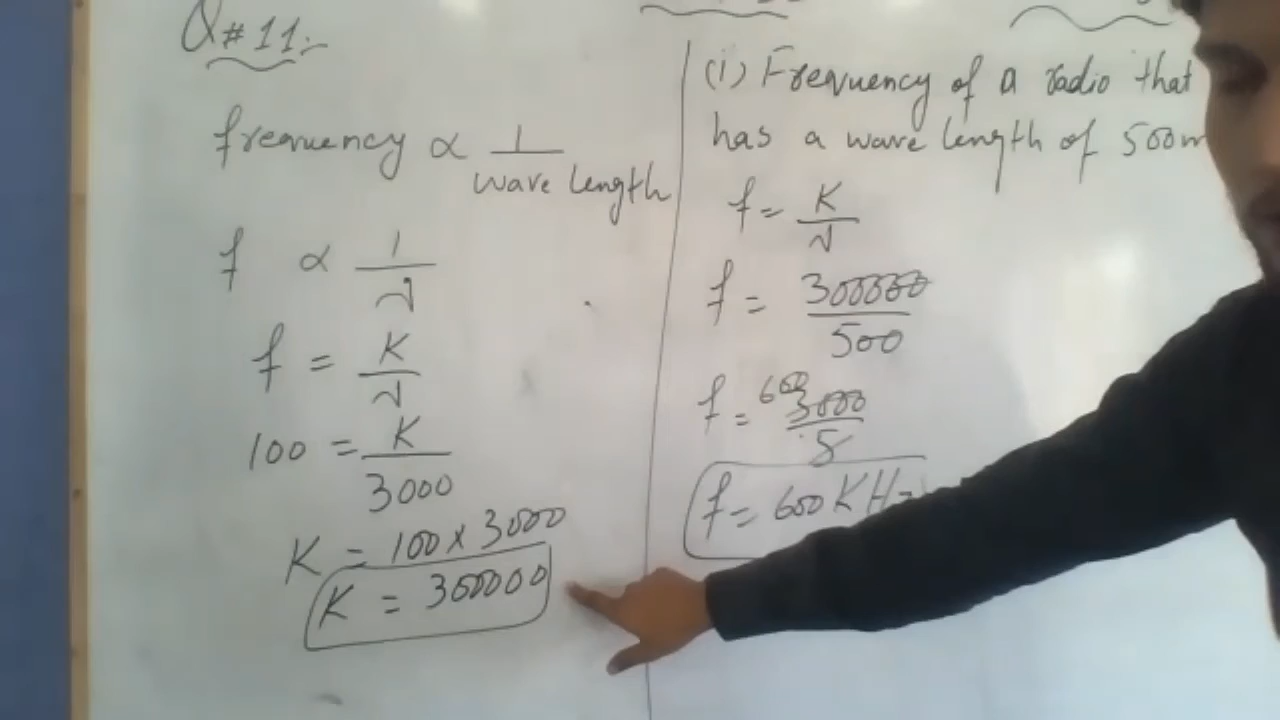 Q#11:-
frequency ∝ 1/wave length
f ∝ 1/λ
f = K/λ
100 = K/3000
K = 100 x 3000
K = 300000
(i) Frequency of a radio that
has a wave length of 500m
f = K/λ
f = 300000/500
f = 600 3000/5
f = 600 KHz